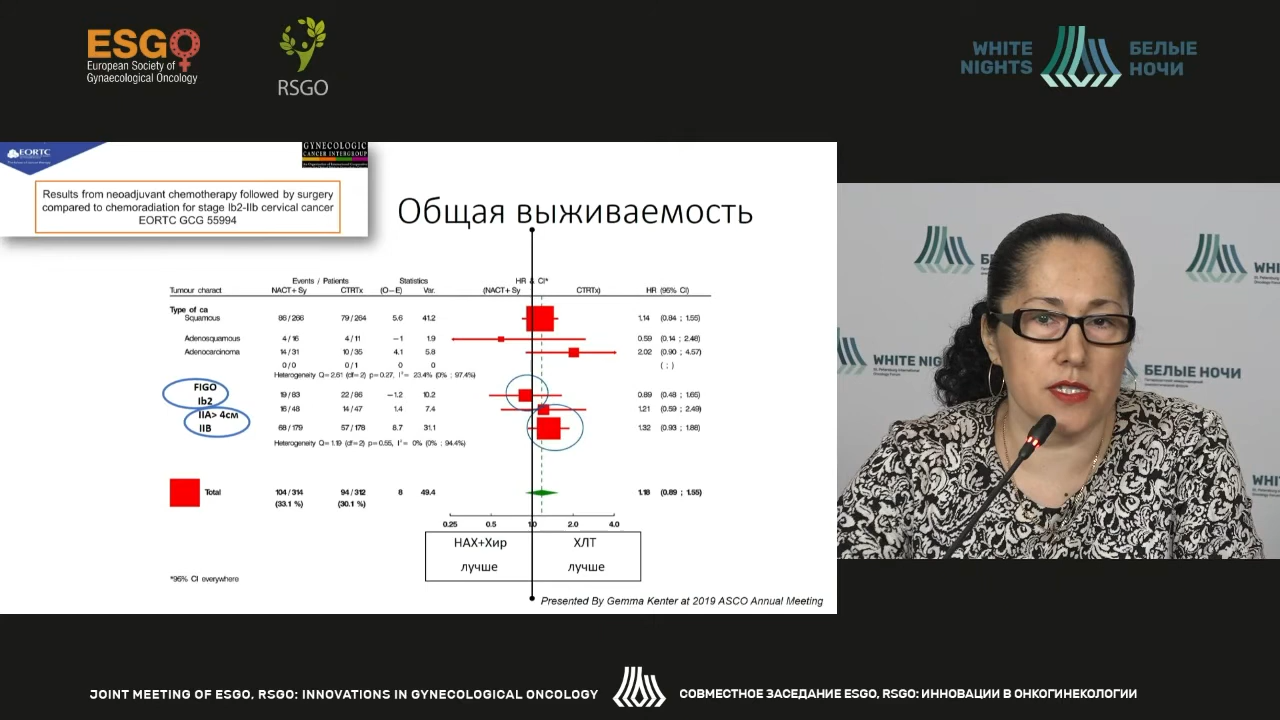 ESGO
European Society of
Gynaecological Oncology
RSGO
WHITE
NIGHTS
БЕЛЫЕ
НОЧИ
EORTC
GYNECOLOGIC
CANCER INTERGROUP
Results from neoadjuvant chemotherapy followed by surgery
compared to chemoradiation for stage Ib2-IIb cervical cancer
EORTC GCG 55994
Общая выживаемость
Events / Patients Statistics HR & CI*
Tumour charact NACT+ Sy CTRTx (O−E) Var. (NACT+ Sy CTRTx) HR (95% CI)
Type of ca
Squamous 86 / 266 79 / 264 5.6 41.2 1.14 (0.84 ; 1.55)
Adenosquamous 4 / 16 4 / 11 −1 1.9 0.59 (0.14 ; 2.48)
Adenocarcinoma 14 / 31 10 / 35 4.1 5.8 2.02 (0.90 ; 4.57)
0 / 0 0 / 1 0 0 ( ; )
Heterogeneity Q= 2.61 (df=2) p=0.27, I²= 23.4% (0% ; 97.4%)
FIGO
Ib2 19 / 83 22 / 86 −1.2 10.2 0.89 (0.48 ; 1.65)
IIA> 4см 16 / 48 14 / 47 1.4 7.4 1.21 (0.59 ; 2.49)
IIB 68 / 179 57 / 178 8.7 31.1 1.32 (0.93 ; 1.88)
Heterogeneity Q= 1.19 (df=2) p=0.55, I²= 0% (0% ; 94.4%)
Total 104 / 314 94 / 312 8 49.4 1.18 (0.89 ; 1.55)
(33.1 %) (30.1 %)
0.25 0.5 1.0 2.0 4.0
НАХ+Хир ХЛТ
лучше лучше
*95% CI everywhere
Presented By Gemma Kenter at 2019 ASCO Annual Meeting
WHITE NIGHTS
БЕЛЫЕ НОЧИ
JOINT MEETING OF ESGO, RSGO: INNOVATIONS IN GYNECOLOGICAL ONCOLOGY
СОВМЕСТНОЕ ЗАСЕДАНИЕ ESGO, RSGO: ИННОВАЦИИ В ОНКОГИНЕКОЛОГИИ